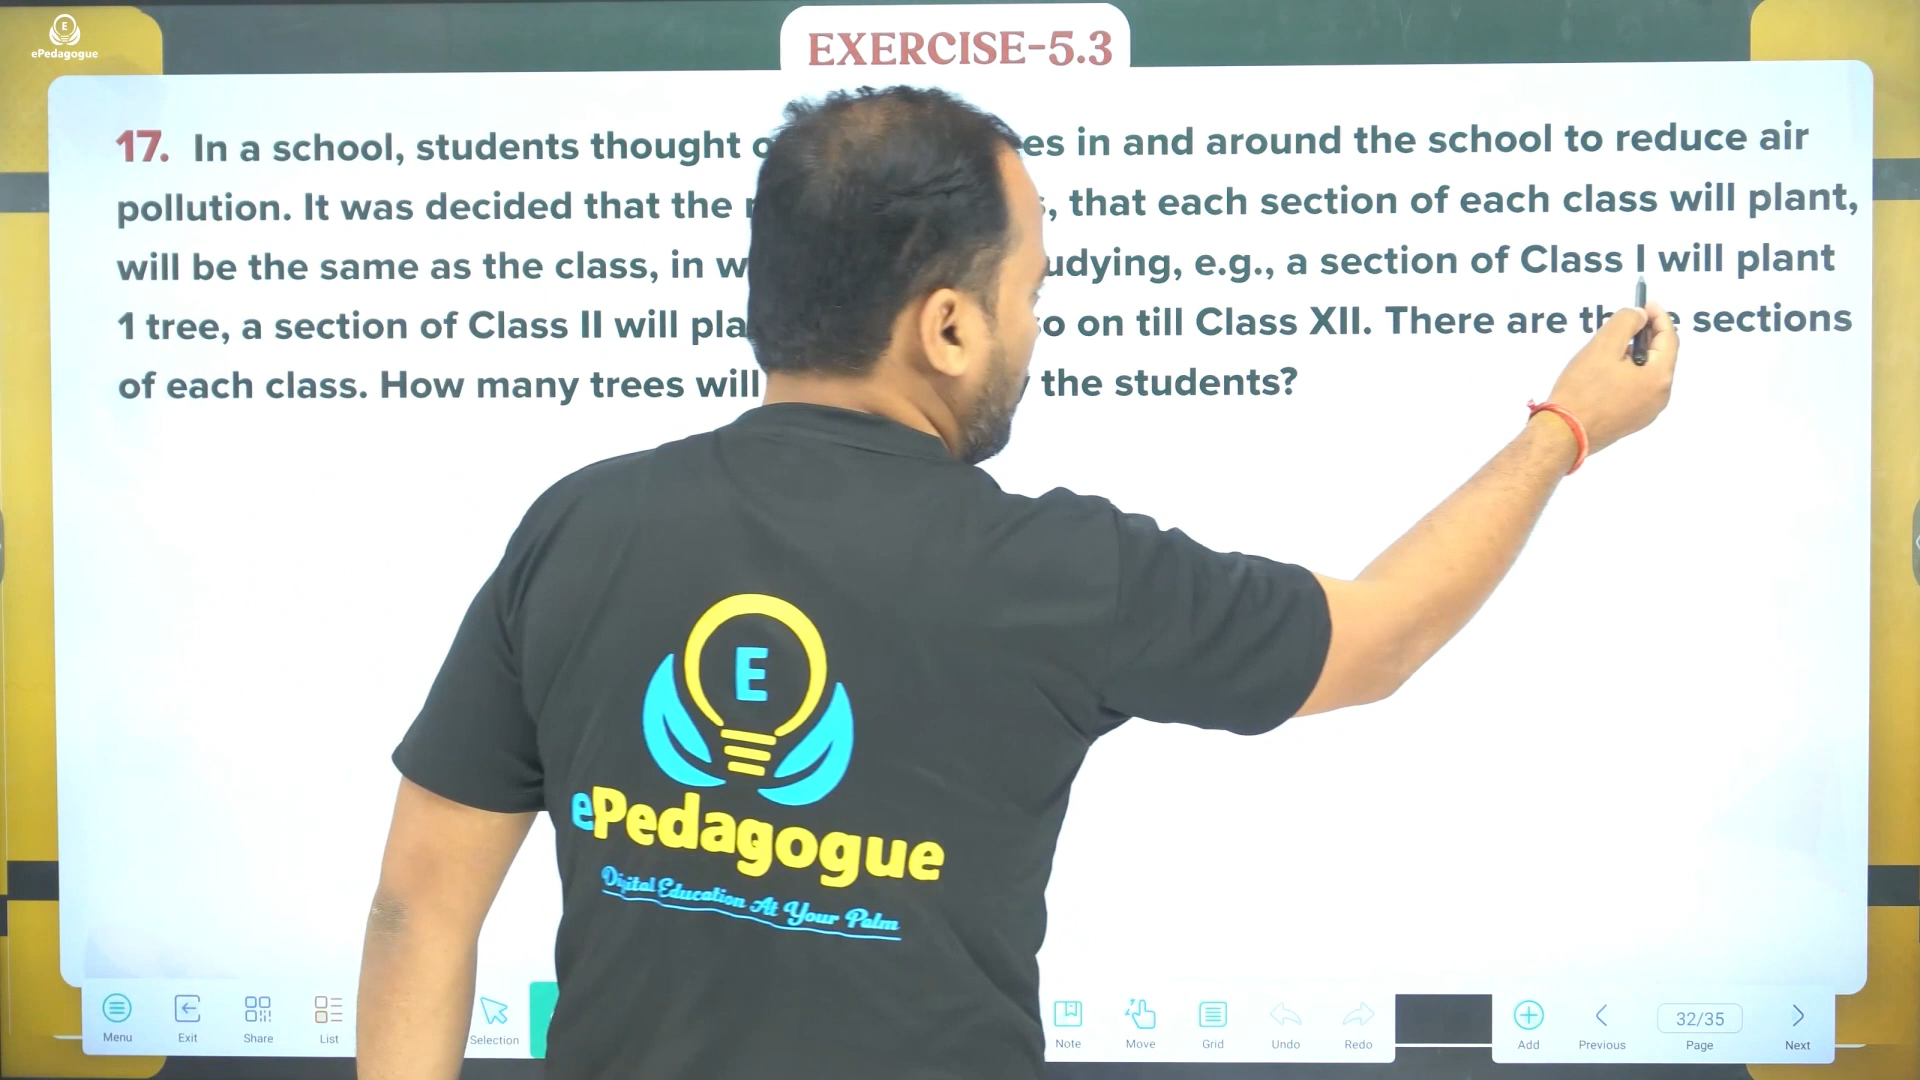 E
ePedagogue
EXERCISE-5.3
17. In a school, students thought es in and around the school to reduce air
pollution. It was decided that the , that each section of each class will plant,
will be the same as the class, in udying, e.g., a section of Class I will plant
1 tree, a section of Class II will so on till Class XII. There are sections
of each class. How many trees will the students?
E
ePedagogue
Digital Education At Your Palm
Menu Exit Share List Selection Note Move Grid Undo Redo Add Previous 32/35 Page Next